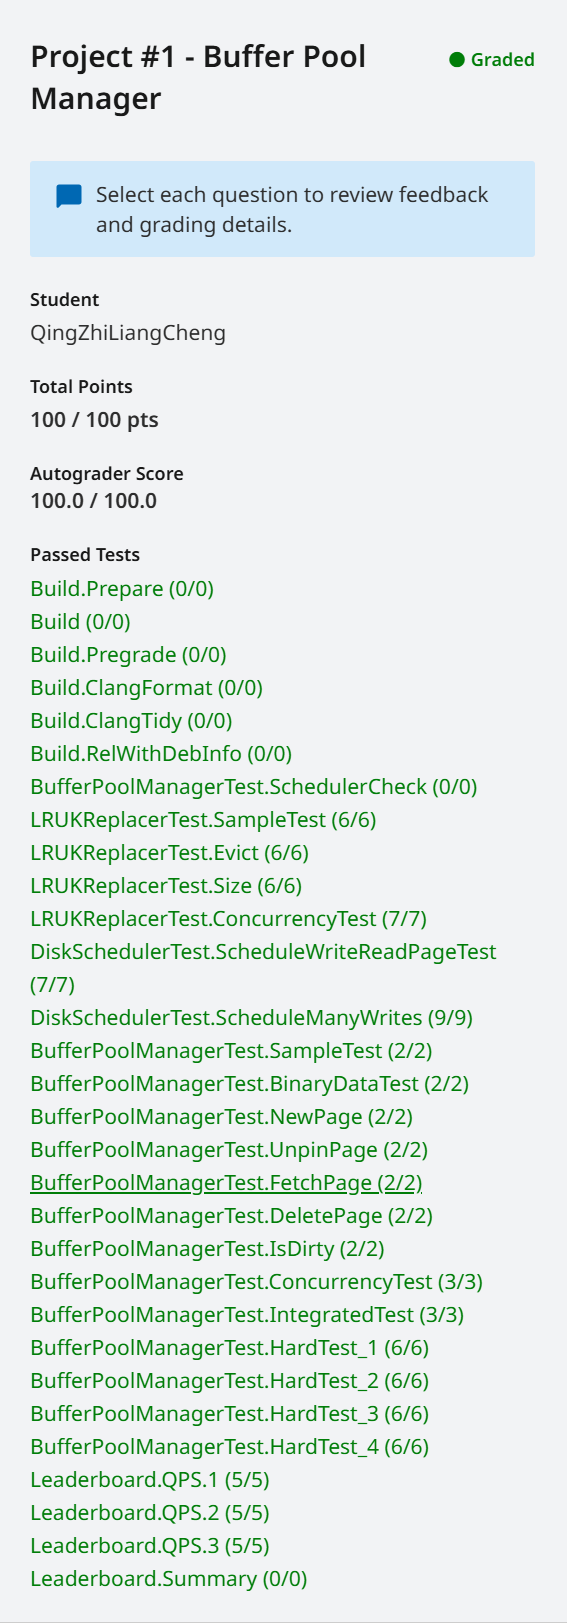 Project #1 - Buffer Pool
Manager
Graded
Select each question to review feedback
and grading details.
Student
QingZhiLiangCheng
Total Points
100 / 100 pts
Autograder Score
100.0 / 100.0
Passed Tests
Build.Prepare (0/0)
Build (0/0)
Build.Pregrade (0/0)
Build.ClangFormat (0/0)
Build.ClangTidy (0/0)
Build.RelWithDebInfo (0/0)
BufferPoolManagerTest.SchedulerCheck (0/0)
LRUKReplacerTest.SampleTest (6/6)
LRUKReplacerTest.Evict (6/6)
LRUKReplacerTest.Size (6/6)
LRUKReplacerTest.ConcurrencyTest (7/7)
DiskSchedulerTest.ScheduleWriteReadPageTest
(7/7)
DiskSchedulerTest.ScheduleManyWrites (9/9)
BufferPoolManagerTest.SampleTest (2/2)
BufferPoolManagerTest.BinaryDataTest (2/2)
BufferPoolManagerTest.NewPage (2/2)
BufferPoolManagerTest.UnpinPage (2/2)
BufferPoolManagerTest.FetchPage (2/2)
BufferPoolManagerTest.DeletePage (2/2)
BufferPoolManagerTest.IsDirty (2/2)
BufferPoolManagerTest.ConcurrencyTest (3/3)
BufferPoolManagerTest.IntegratedTest (3/3)
BufferPoolManagerTest.HardTest_1 (6/6)
BufferPoolManagerTest.HardTest_2 (6/6)
BufferPoolManagerTest.HardTest_3 (6/6)
BufferPoolManagerTest.HardTest_4 (6/6)
Leaderboard.QPS.1 (5/5)
Leaderboard.QPS.2 (5/5)
Leaderboard.QPS.3 (5/5)
Leaderboard.Summary (0/0)